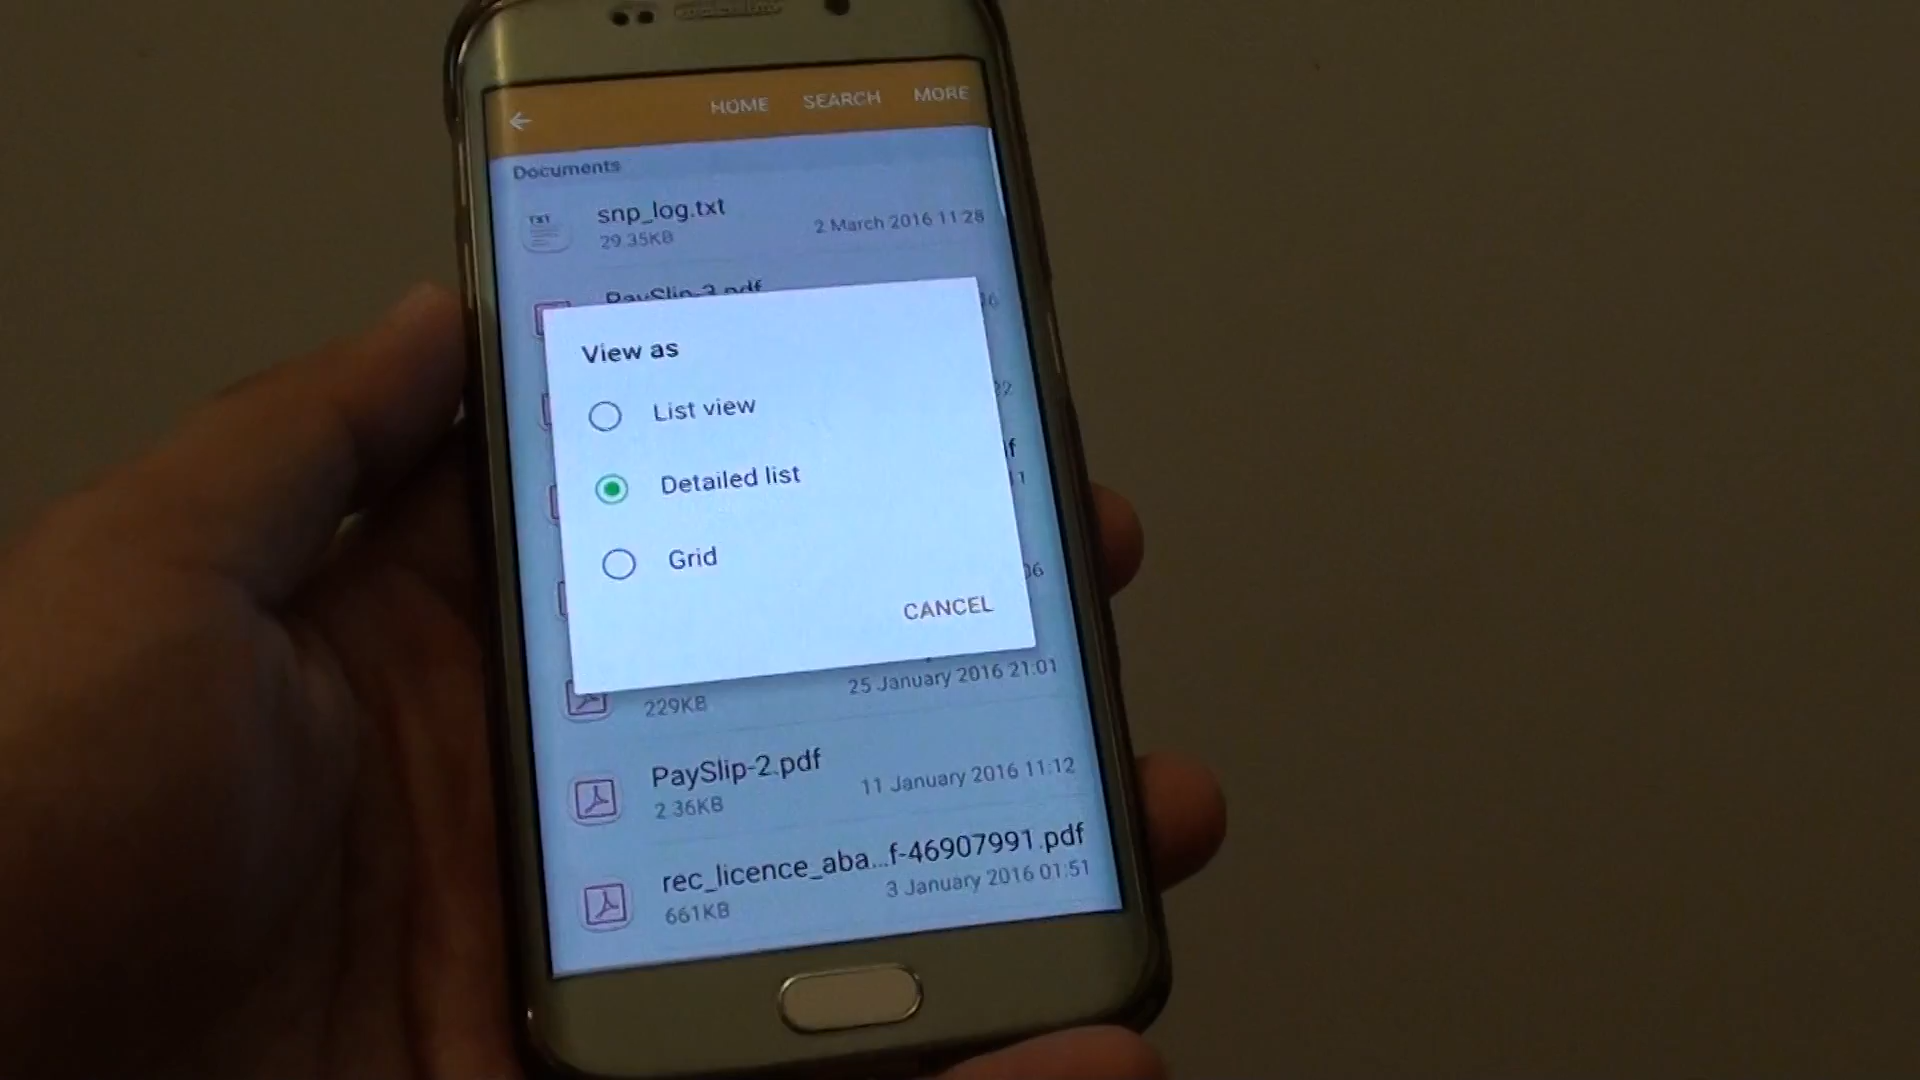 HOME SEARCH MORE
Documents
TXT
snp_log.txt
29.35KB
2 March 2016 11:28
PaySlip-3.pdf
View as
List view
Detailed list
Grid
CANCEL
229KB
25 January 2016 21:01
PaySlip-2.pdf
2.36KB
11 January 2016 11:12
rec_licence_aba...f-46907991.pdf
661KB
3 January 2016 01:51